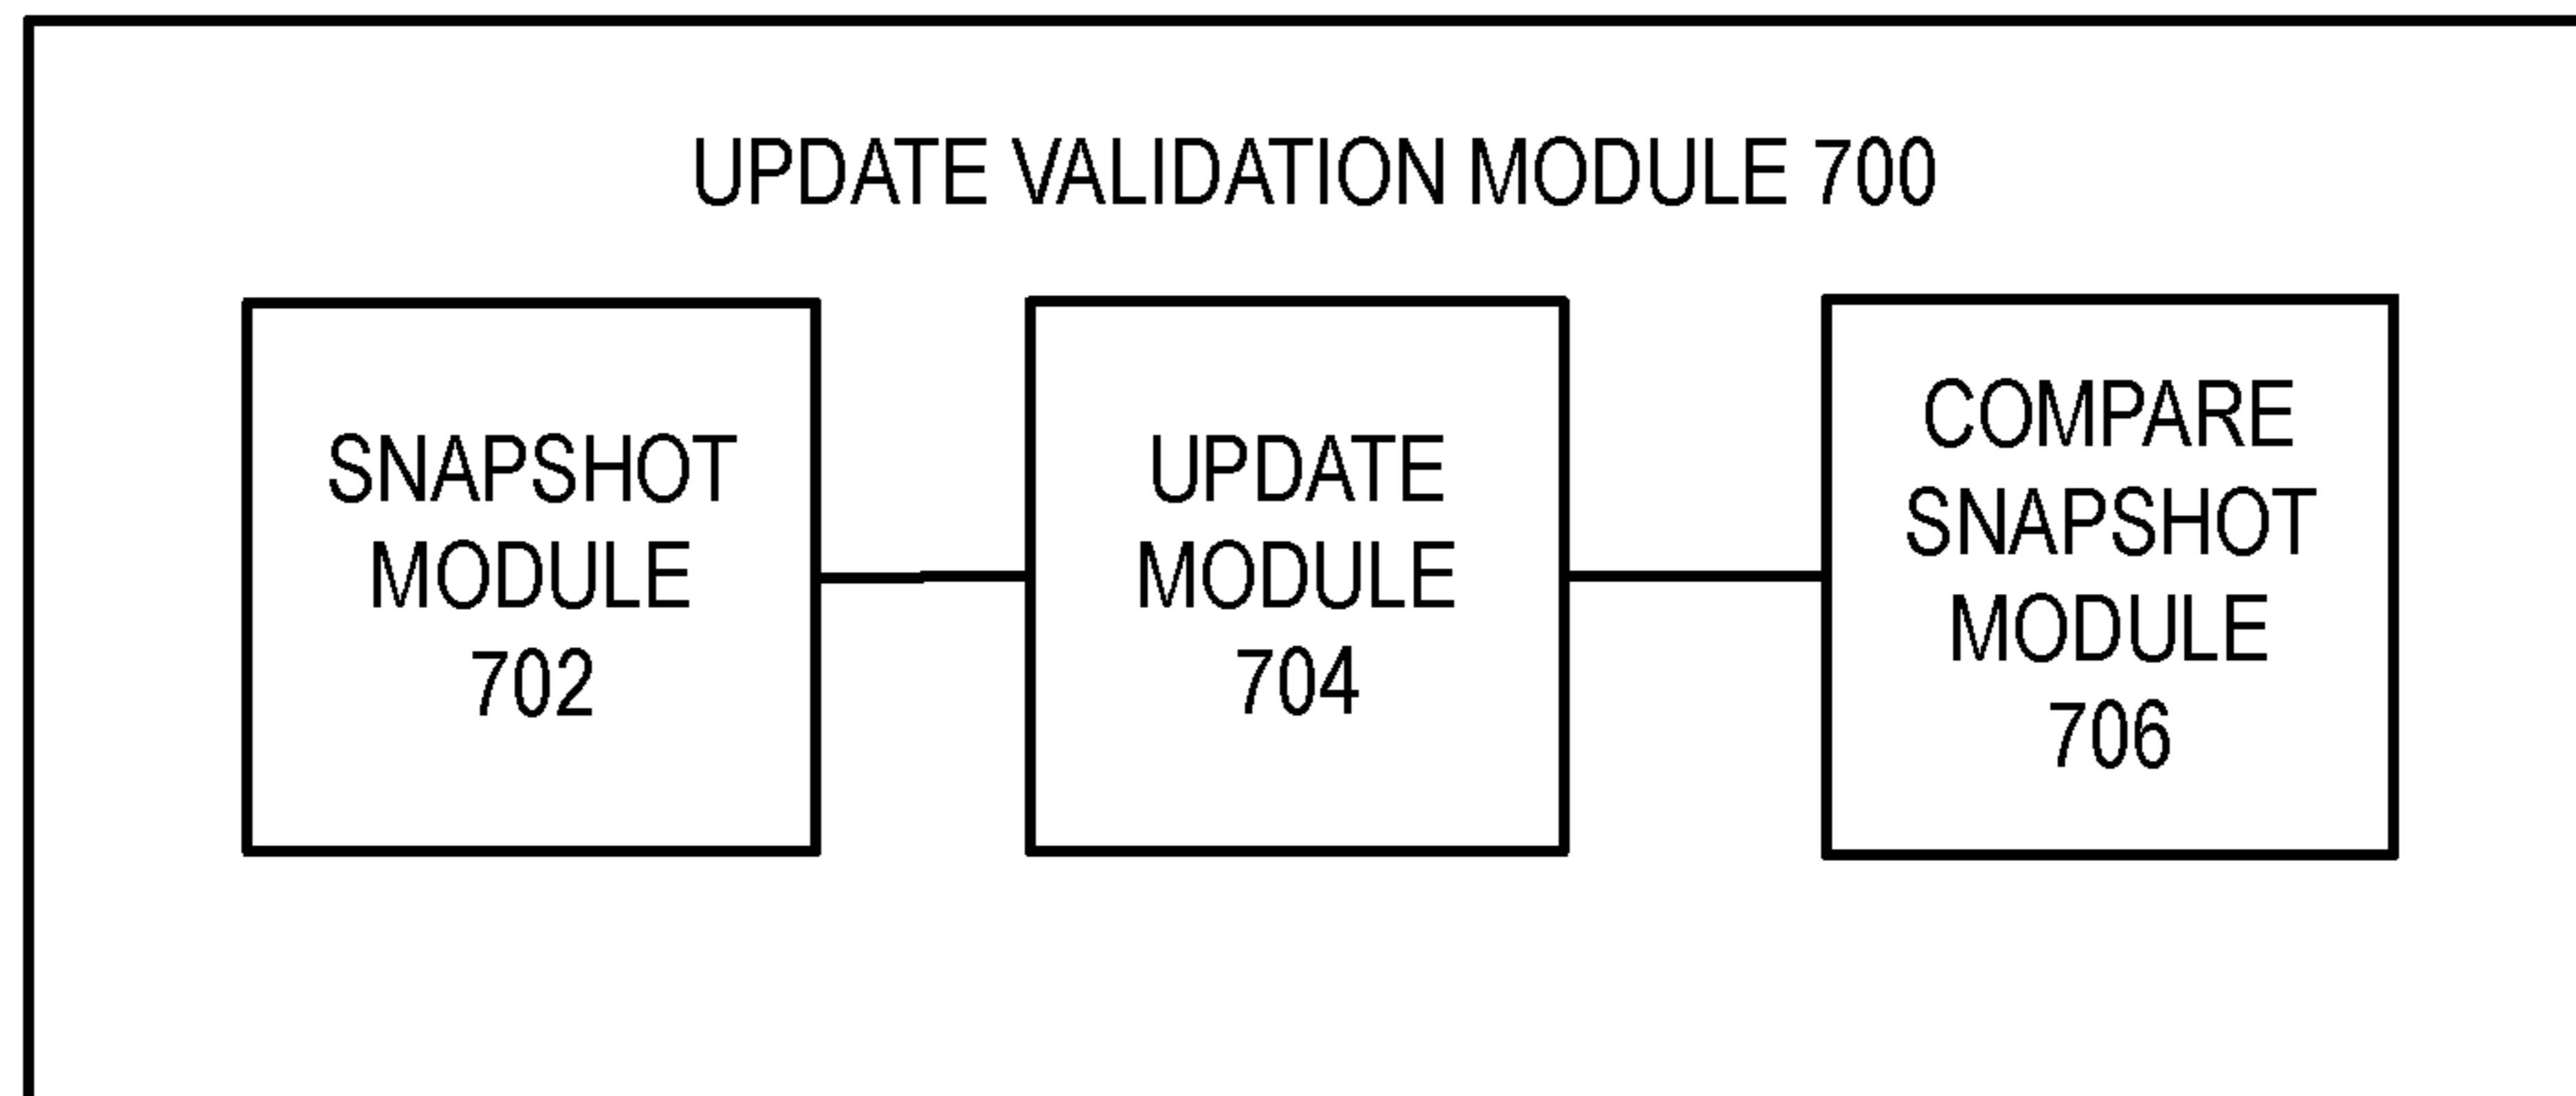 UPDATE VALIDATION MODULE 700
SNAPSHOT
MODULE
702
UPDATE
MODULE
704
COMPARE
SNAPSHOT
MODULE
706